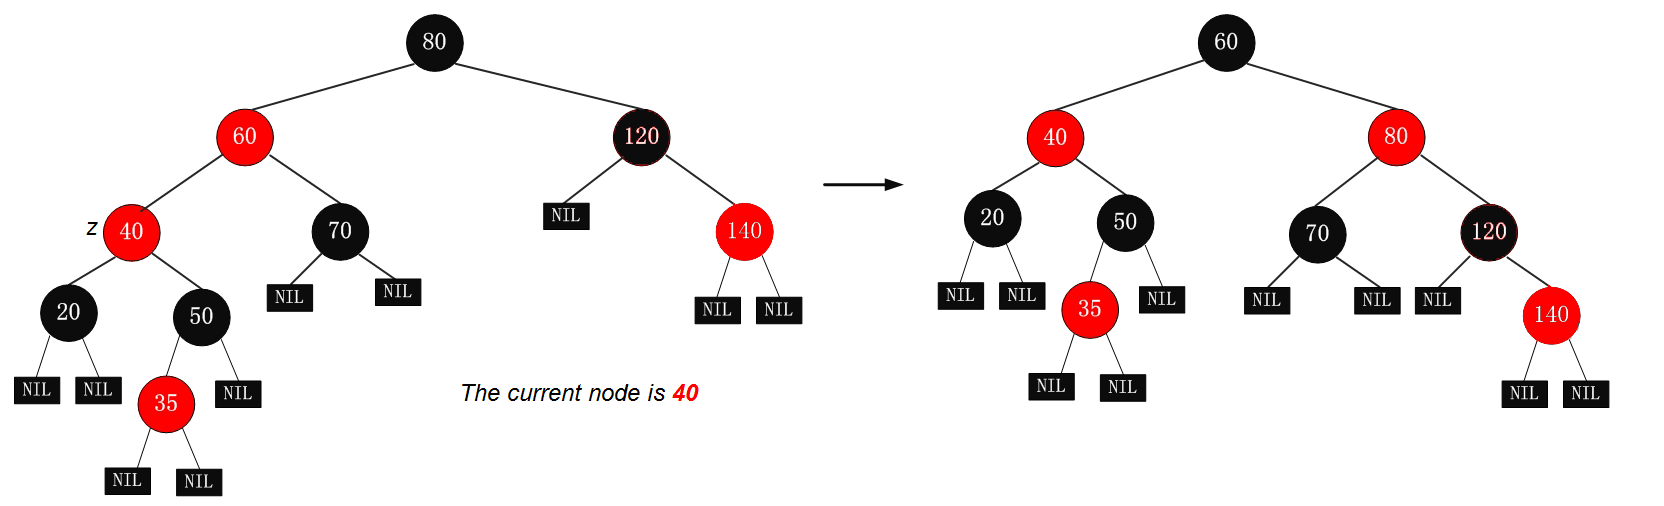 80 60
60 120 40 80
z 40 70 NIL 140 20 50 70 120
20 50 NIL NIL NIL NIL NIL NIL 35 NIL NIL NIL NIL 140
NIL NIL 35 NIL The current node is 40 NIL NIL NIL NIL
NIL NIL